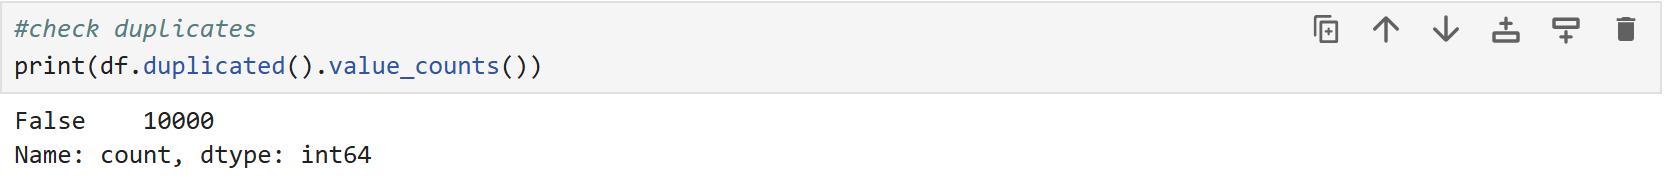 #check duplicates
print(df.duplicated().value_counts())
False    10000
Name: count, dtype: int64